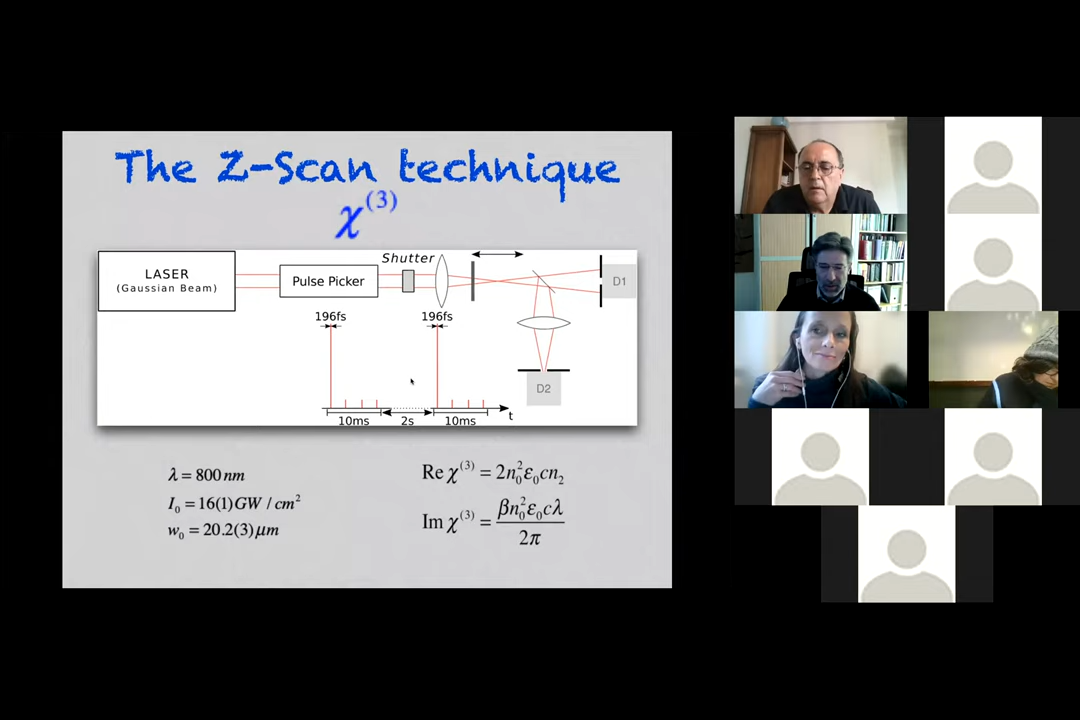 The Z-Scan technique
χ⁽³⁾
LASER
(Gaussian Beam)
Pulse Picker
Shutter
D1
196fs
196fs
D2
10ms
2s
10ms
t
λ = 800 nm
I₀ = 16(1) GW / cm²
w₀ = 20.2(3) μm
Re χ⁽³⁾ = 2n₀²ε₀cn₂
Im χ⁽³⁾ = βn₀²ε₀cλ / 2π